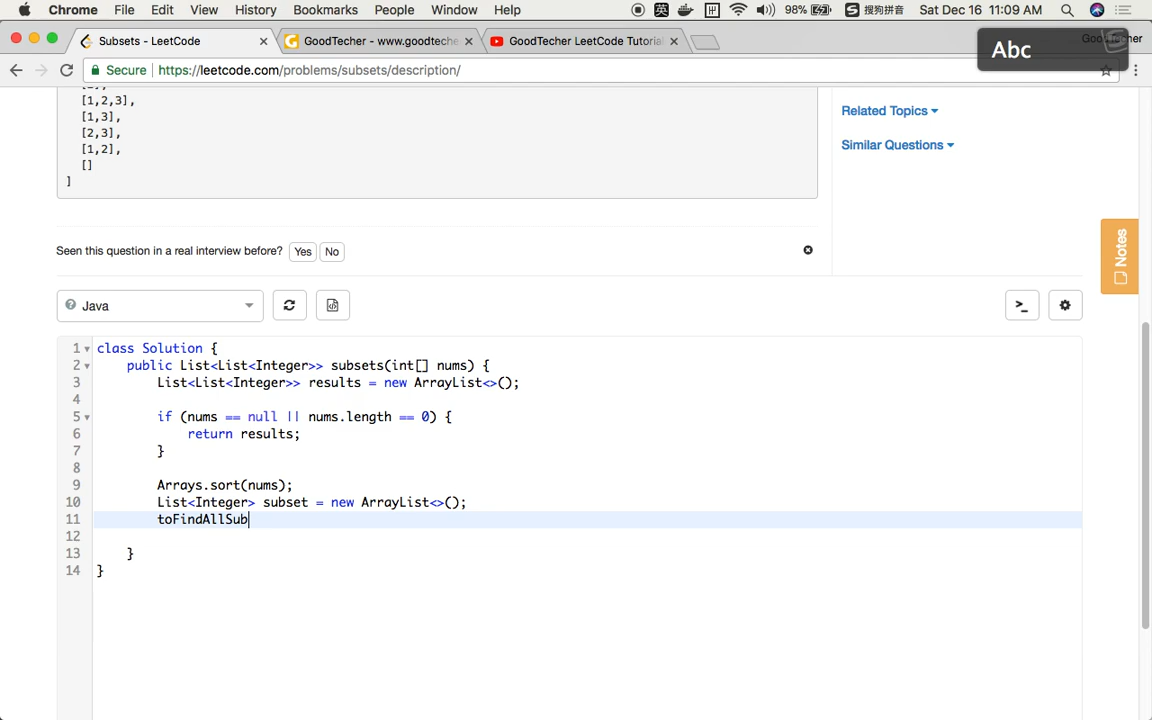 Chrome File Edit View History Bookmarks People Window Help 英 98% 搜狗拼音 Sat Dec 16 11:09 AM
Abc
Subsets - LeetCode GoodTecher - www.goodteche GoodTecher LeetCode Tutorial
Secure https://leetcode.com/problems/subsets/description/
[1,2,3],
[1,3],
[2,3],
[1,2],
[]
]
Related Topics
Similar Questions
Notes
Seen this question in a real interview before? Yes No
Java
>_
1 class Solution {
2 public List<List<Integer>> subsets(int[] nums) {
3 List<List<Integer>> results = new ArrayList<>();
4
5 if (nums == null || nums.length == 0) {
6 return results;
7 }
8
9 Arrays.sort(nums);
10 List<Integer> subset = new ArrayList<>();
11 toFindAllSub
12
13 }
14 }